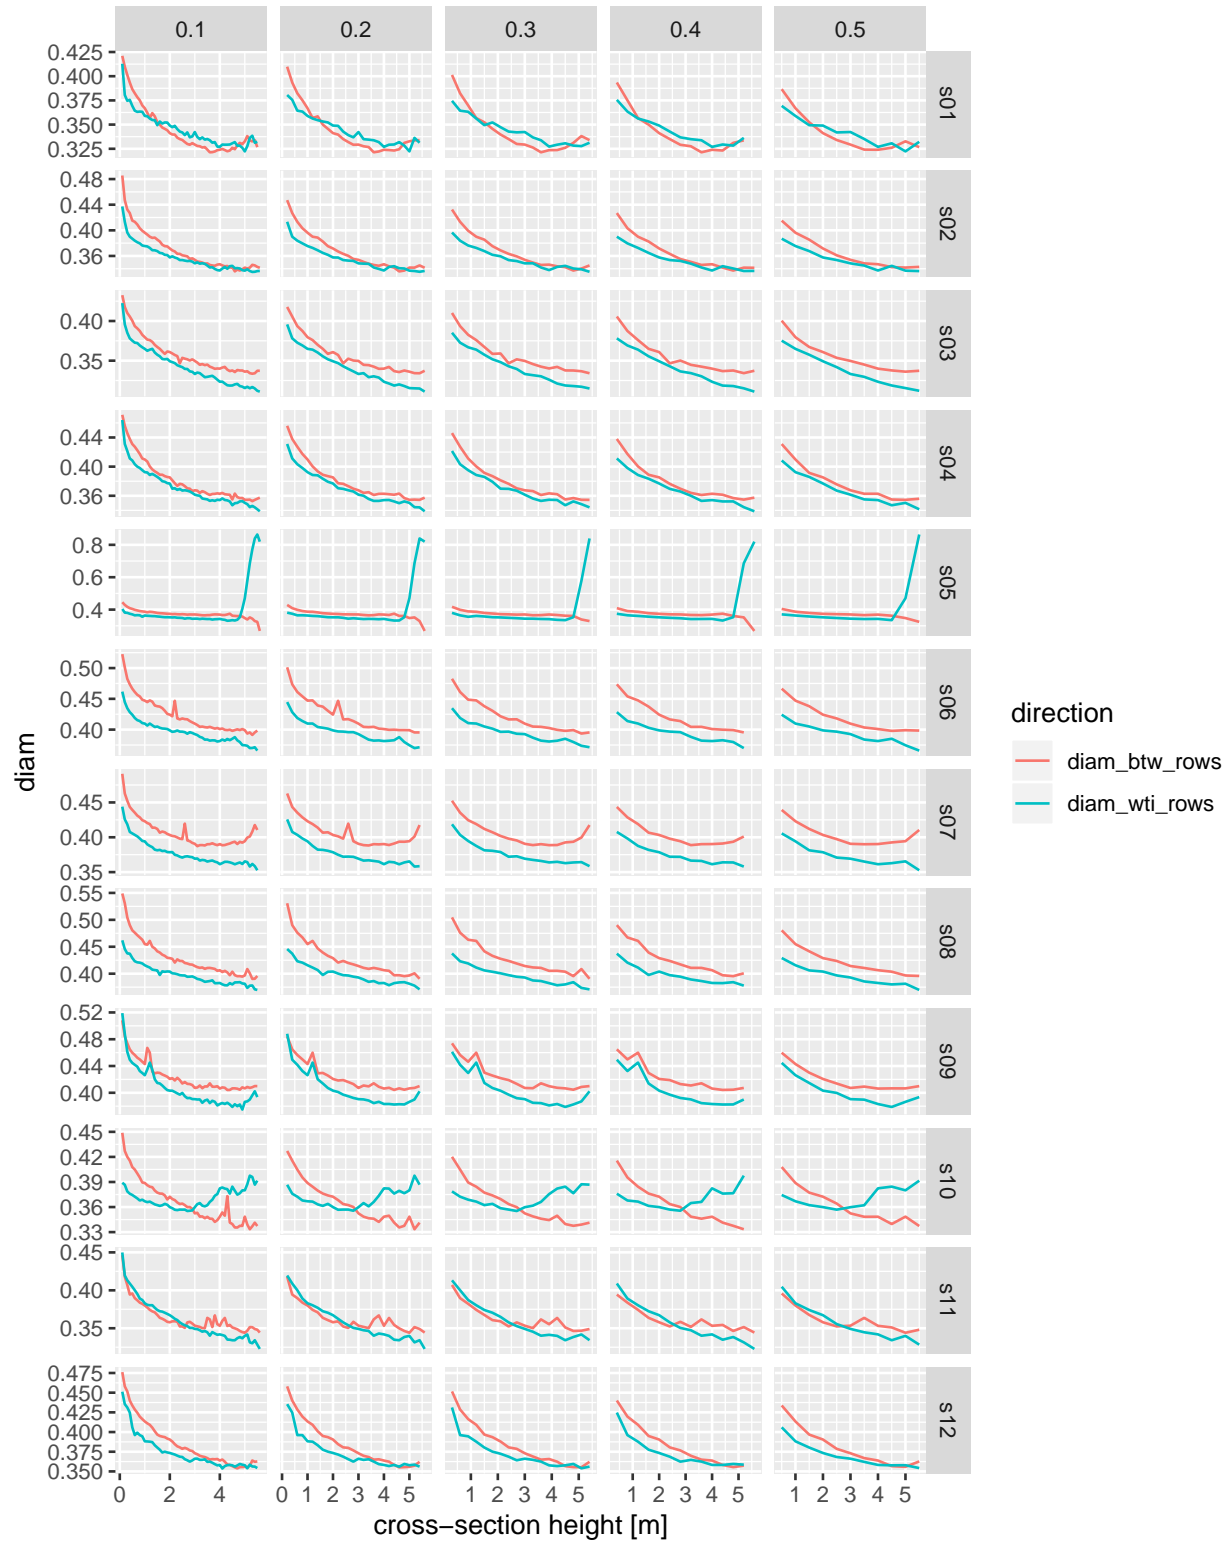 0.1 0.2 0.3 0.4 0.5
0.425
0.400
0.375
0.350
0.325
s01
0.48
0.44
0.40
0.36
s02
0.40
0.35
s03
0.44
0.40
0.36
s04
0.8
0.6
0.4
s05
0.50
0.45
0.40
s06
0.45
0.40
0.35
s07
0.55
0.50
0.45
0.40
s08
0.52
0.48
0.44
0.40
s09
0.45
0.42
0.39
0.36
0.33
s10
0.45
0.40
0.35
s11
0.475
0.450
0.425
0.400
0.375
0.350
s12
0 2 4 0 1 2 3 4 5 1 2 3 4 5 1 2 3 4 5 1 2 3 4 5
cross−section height [m]
diam
direction
diam_btw_rows
diam_wti_rows